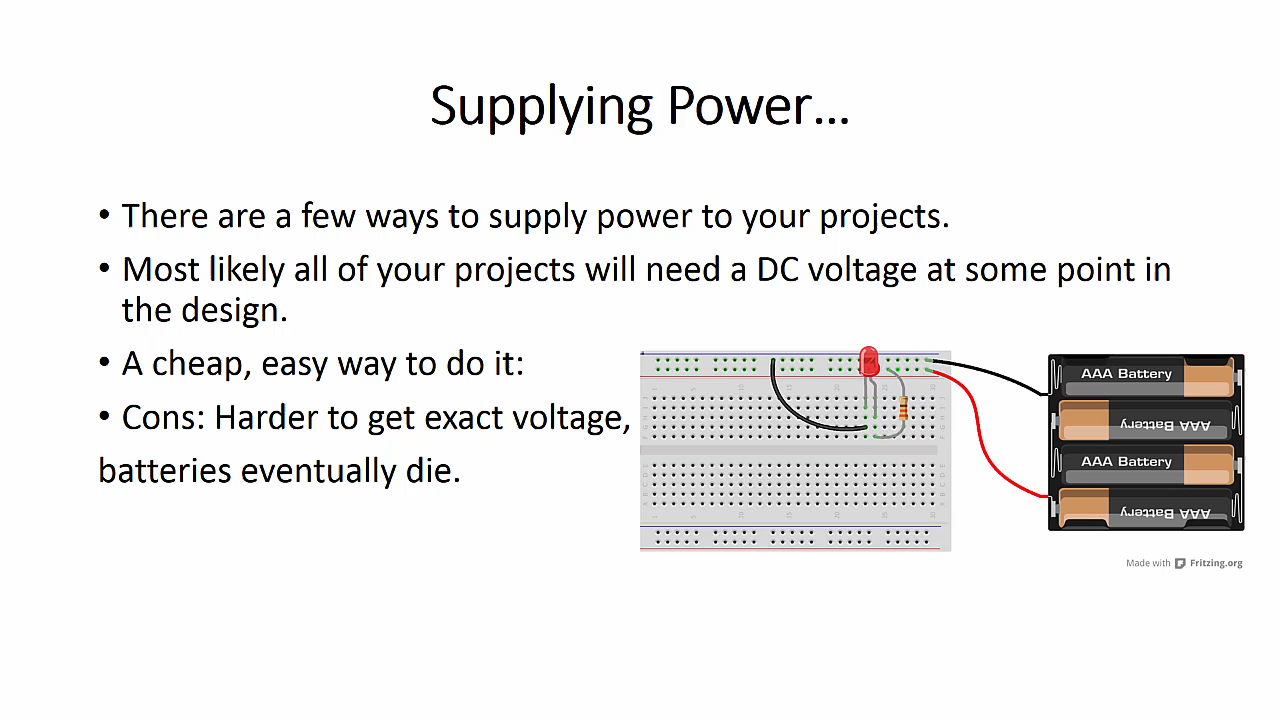 Supplying Power...
• There are a few ways to supply power to your projects.
• Most likely all of your projects will need a DC voltage at some point in
the design.
• A cheap, easy way to do it:
• Cons: Harder to get exact voltage,
batteries eventually die.
AAA Battery
AAA Battery
AAA Battery
AAA Battery
Made with Fritzing.org